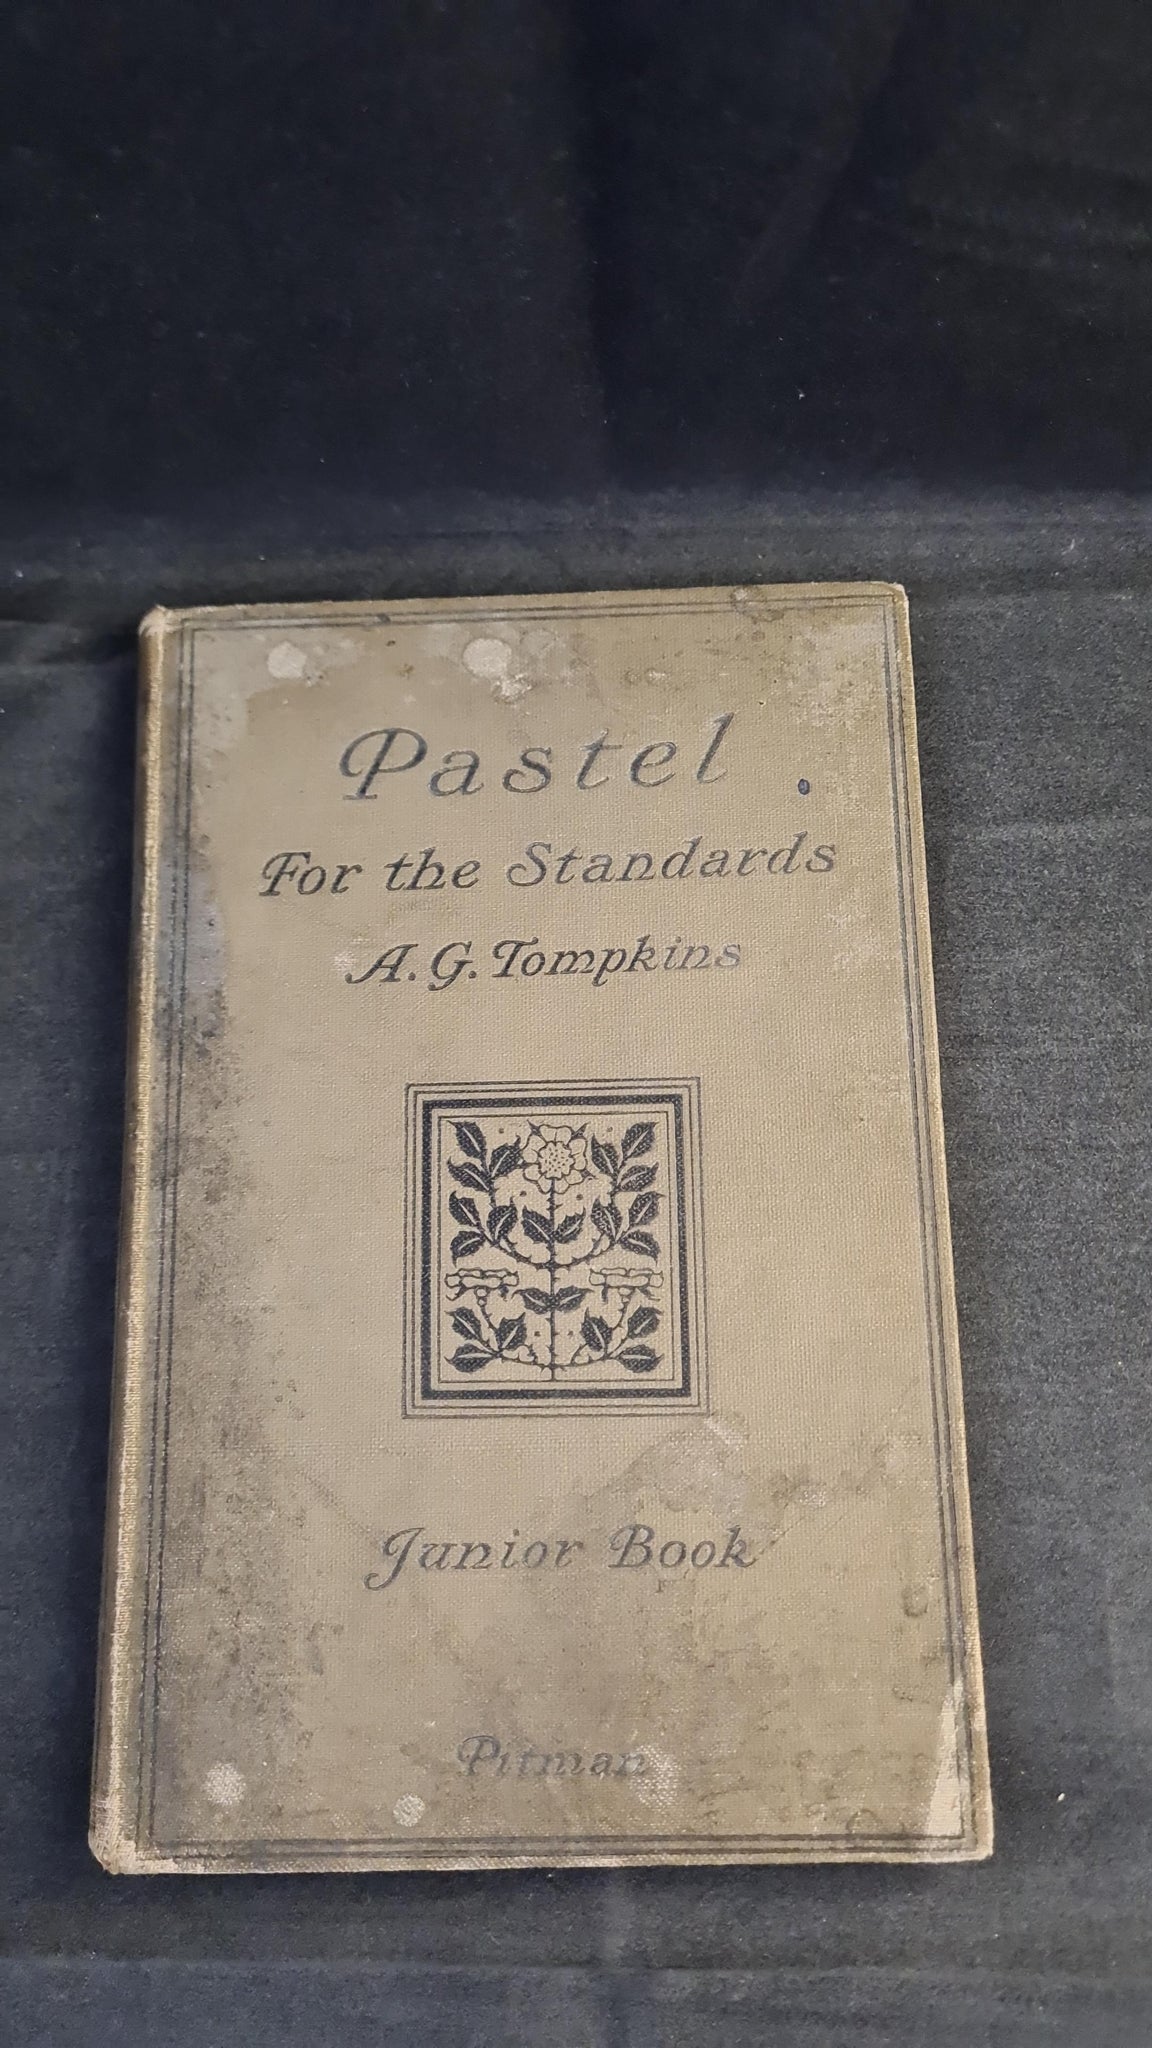 Pastel
For the Standards
A. G. Tompkins
Junior Book
Pitman